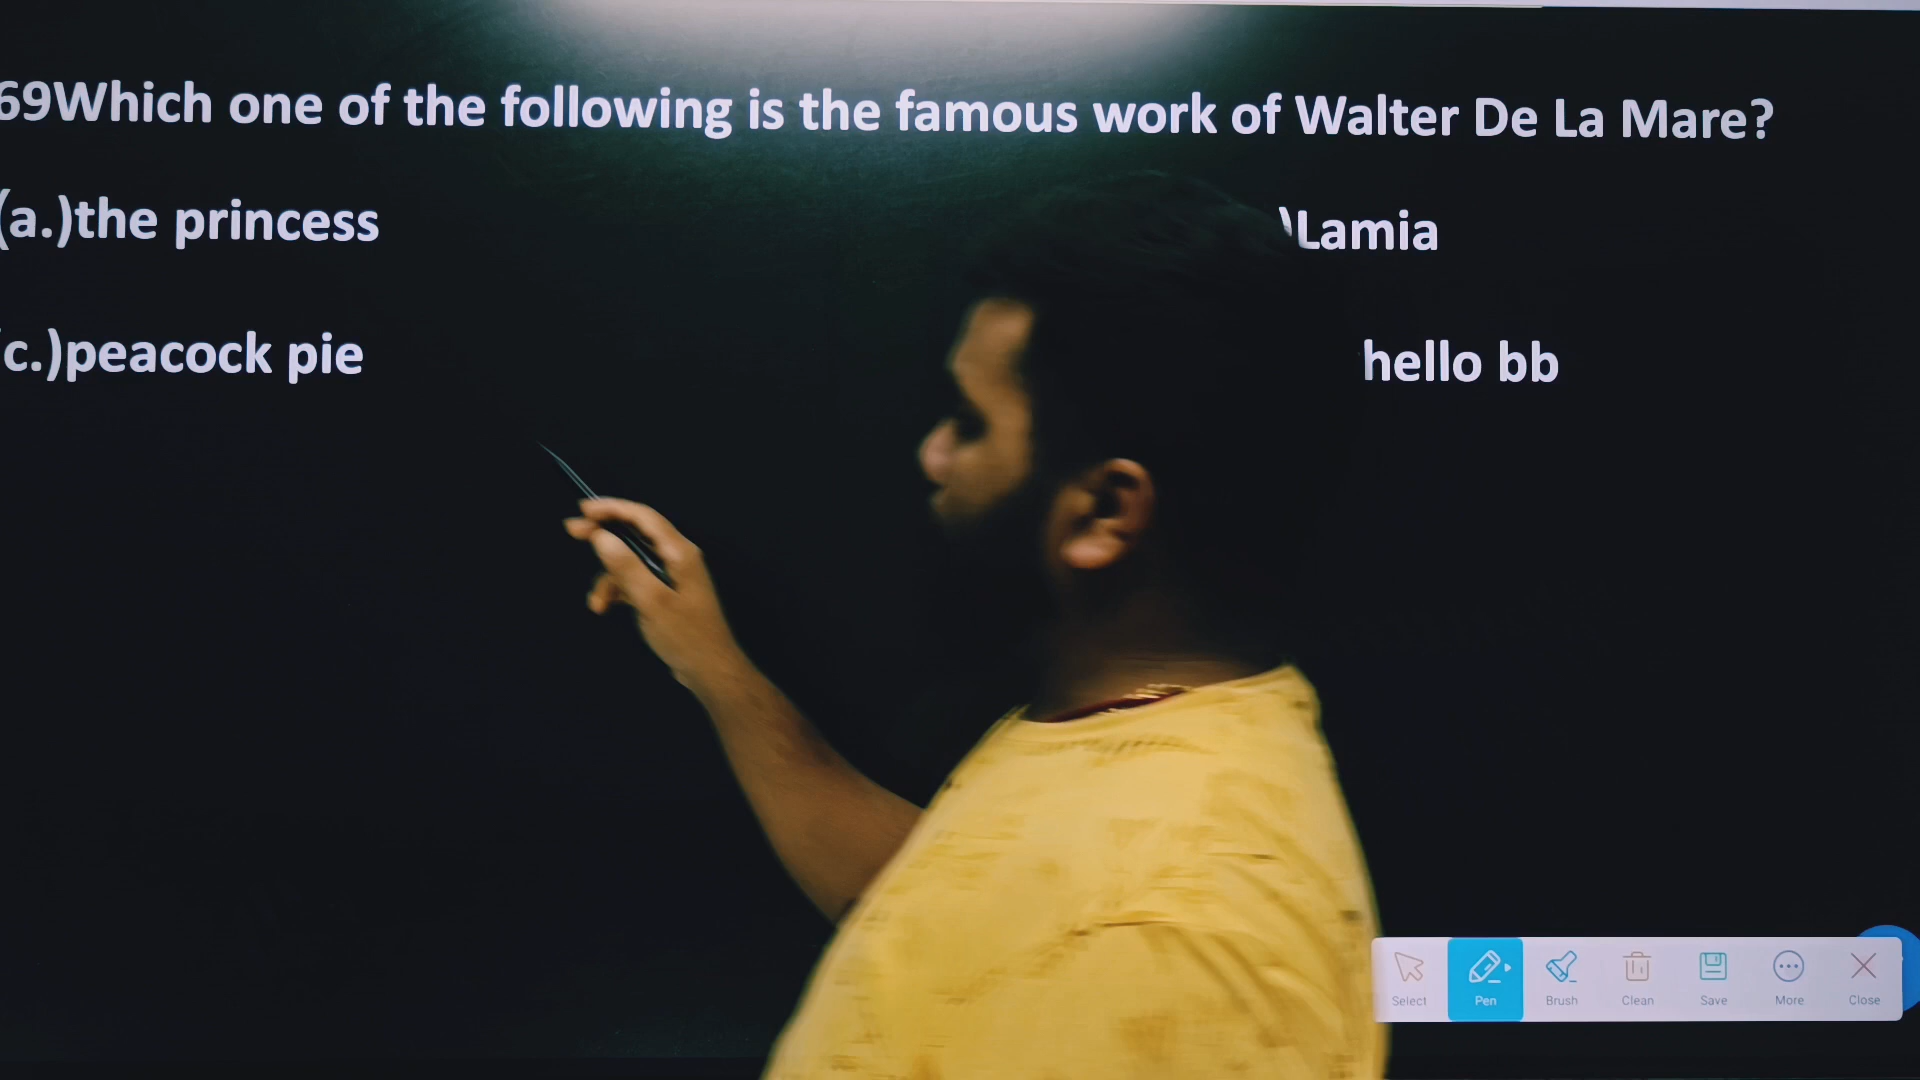 69Which one of the following is the famous work of Walter De La Mare?
(a.)the princess
)Lamia
c.)peacock pie
hello bb
Select Pen Brush Clean Save More Close